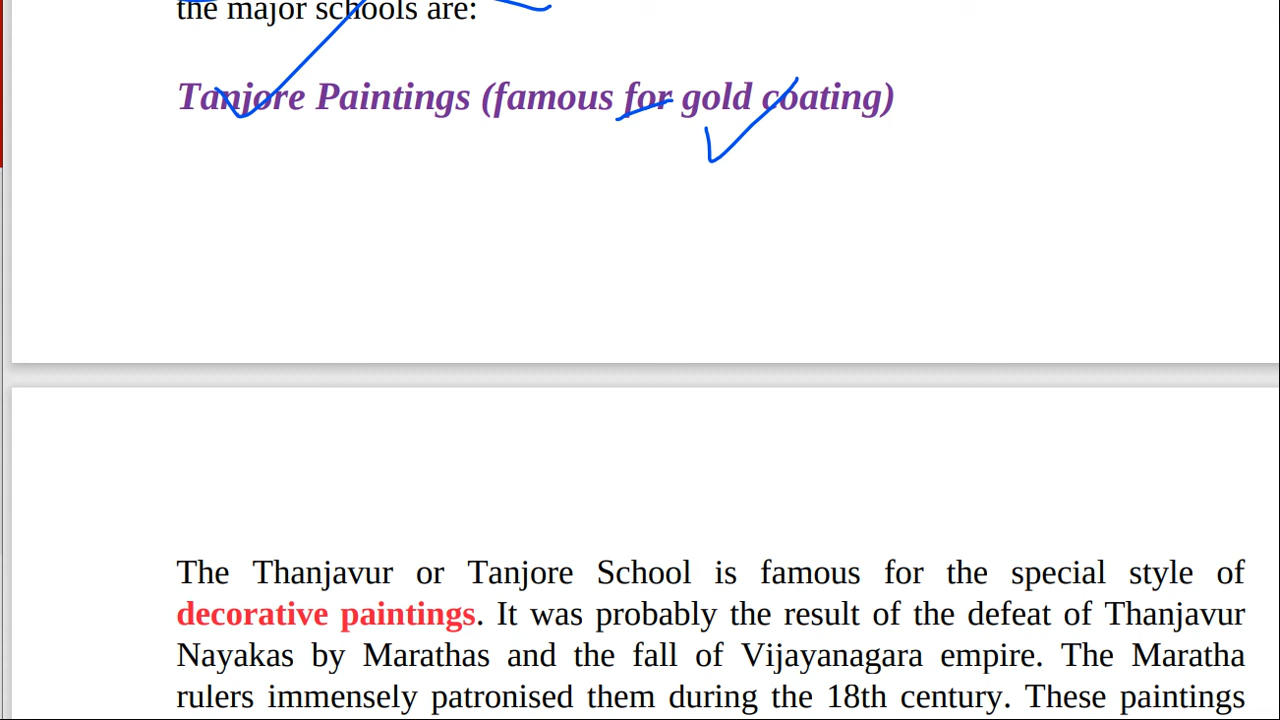 the major schools are:
Tanjore Paintings (famous for gold coating)
The Thanjavur or Tanjore School is famous for the special style of
decorative paintings. It was probably the result of the defeat of Thanjavur
Nayakas by Marathas and the fall of Vijayanagara empire. The Maratha
rulers immensely patronised them during the 18th century. These paintings